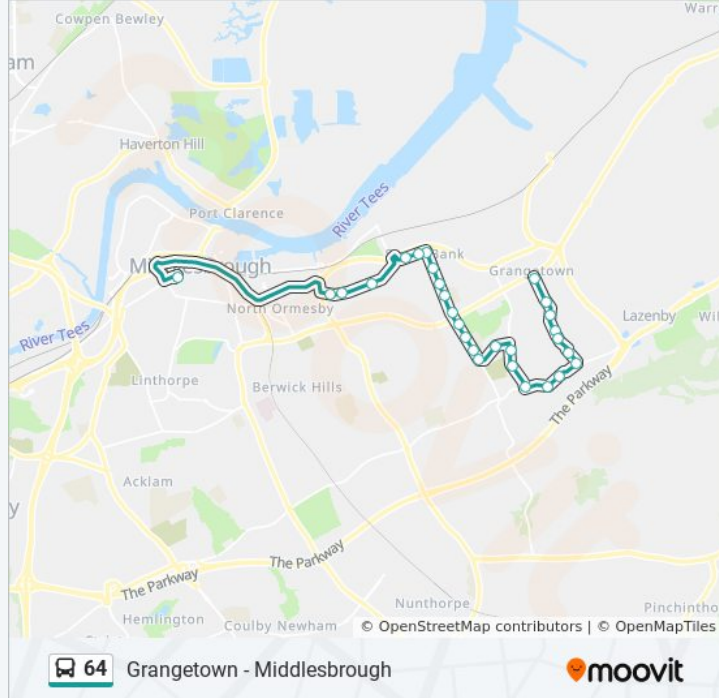 Cowpen Bewley
Warr
am
Haverton Hill
Port Clarence
River Tees
Bank
Grangetown
River Tees
North Ormesby
Lazenby
Wil
Linthorpe
Berwick Hills
The Parkway
Acklam
y
The Parkway
The Parkway
Nunthorpe
Pinchintho
Hemlington
Coulby Newham
© OpenStreetMap contributors | © OpenMapTiles
64 Grangetown - Middlesbrough
moovit